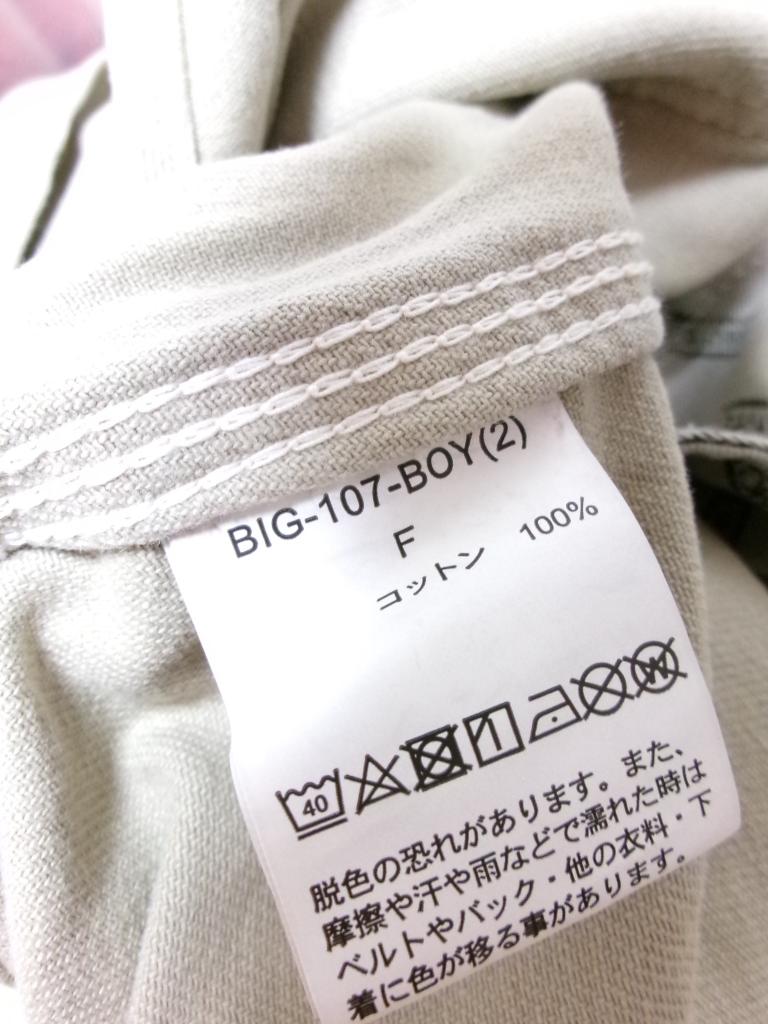 BIG-107-BOY(2)
F
コットン 100%
40 W
脱色の恐れがあります。また、
摩擦や汗や雨などで濡れた時は
ベルトやバック・他の衣料・下
着に色が移る事があります。